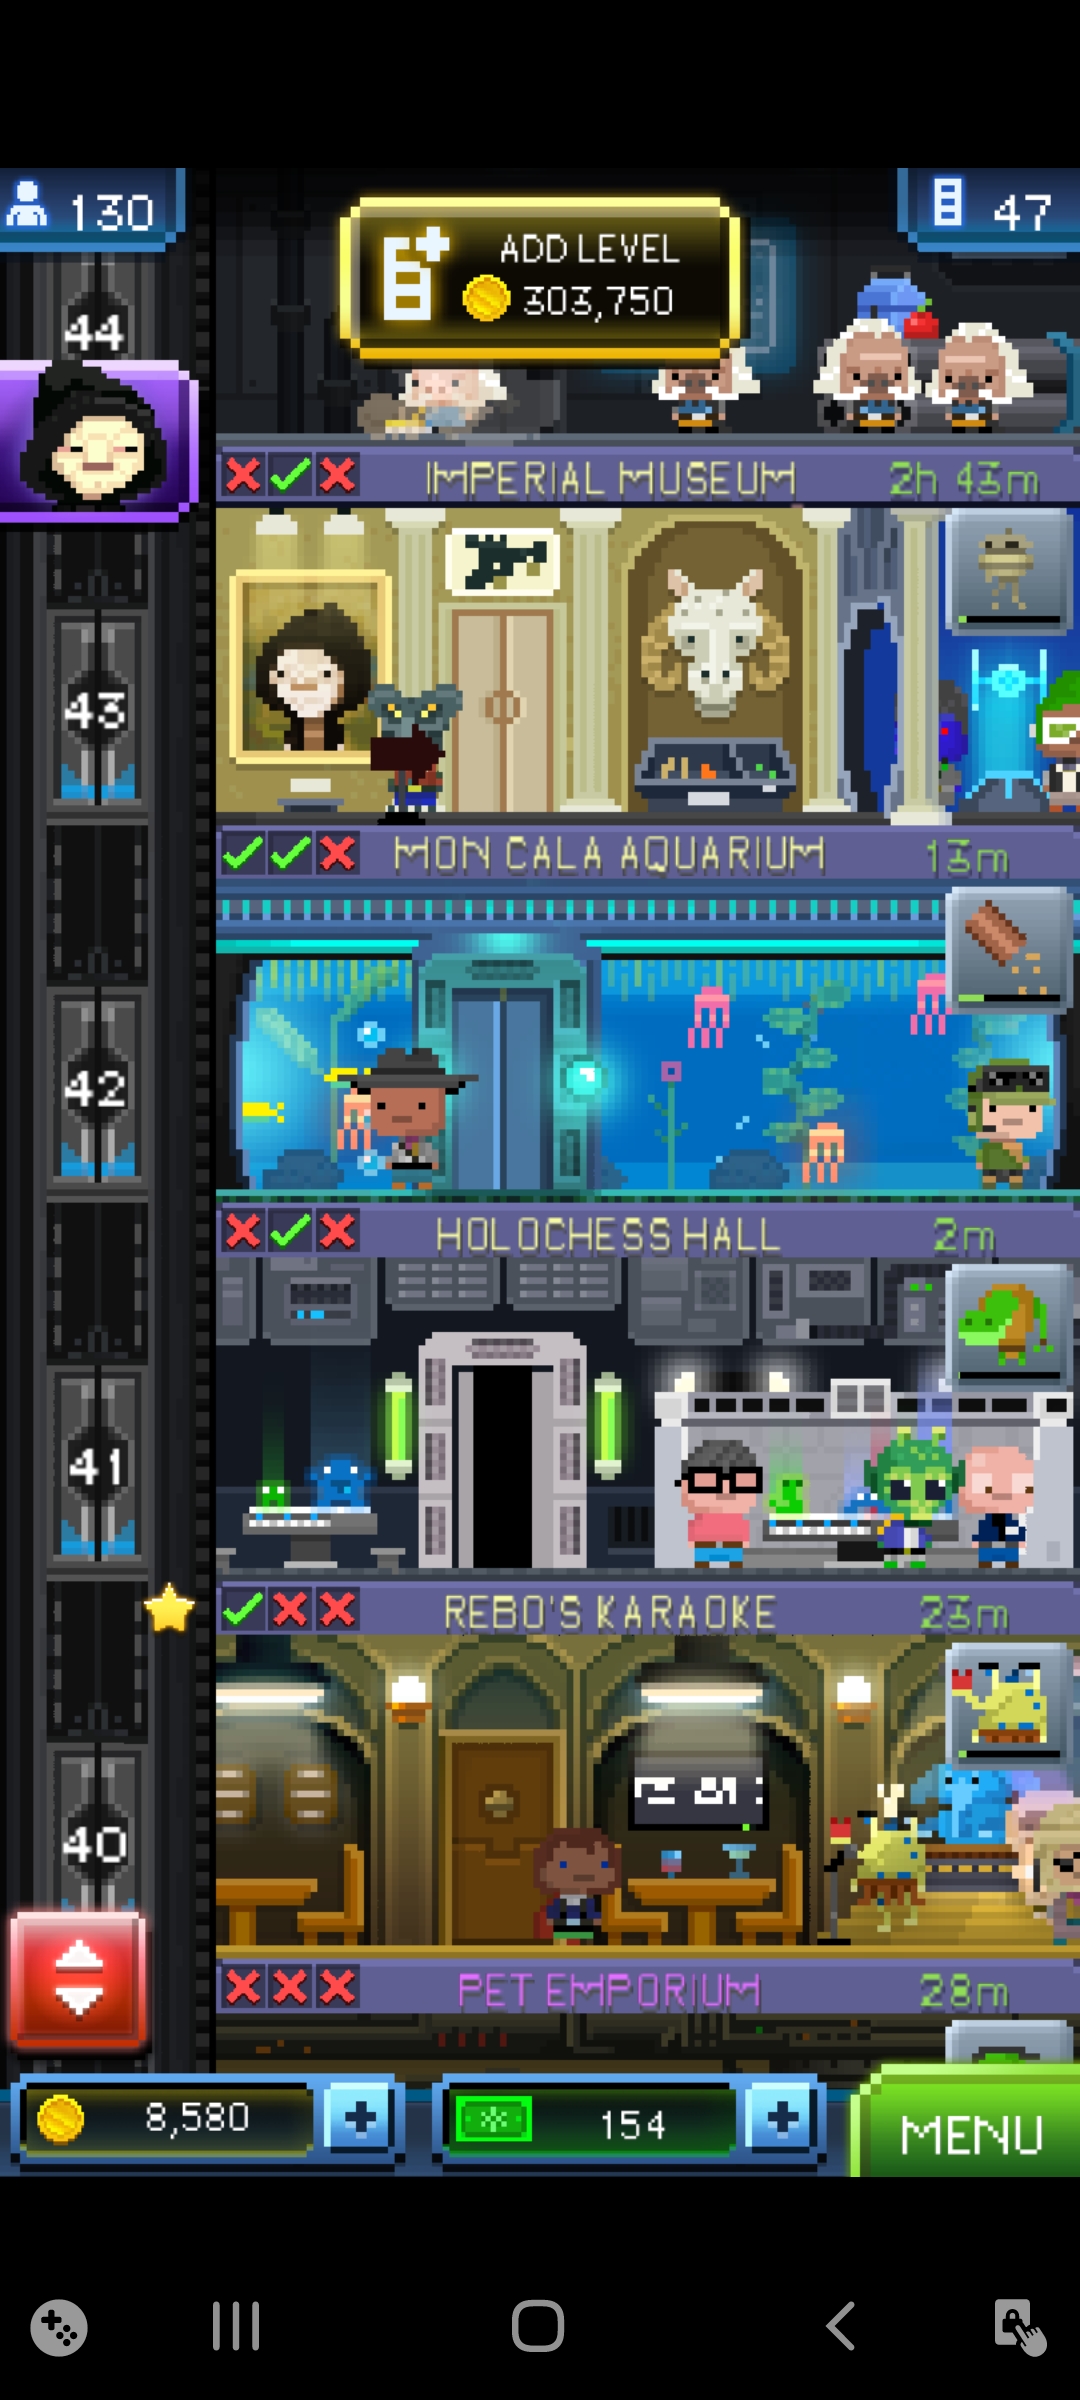 130
ADD LEVEL
303,750
47
44
IMPERIAL MUSEUM 2h 43m
43
MON CALA AQUARIUM 13m
42
HOLOCHESS HALL 2m
41
REBO'S KARAOKE 23m
40
PET EMPORIUM 28m
8,580
154
MENU